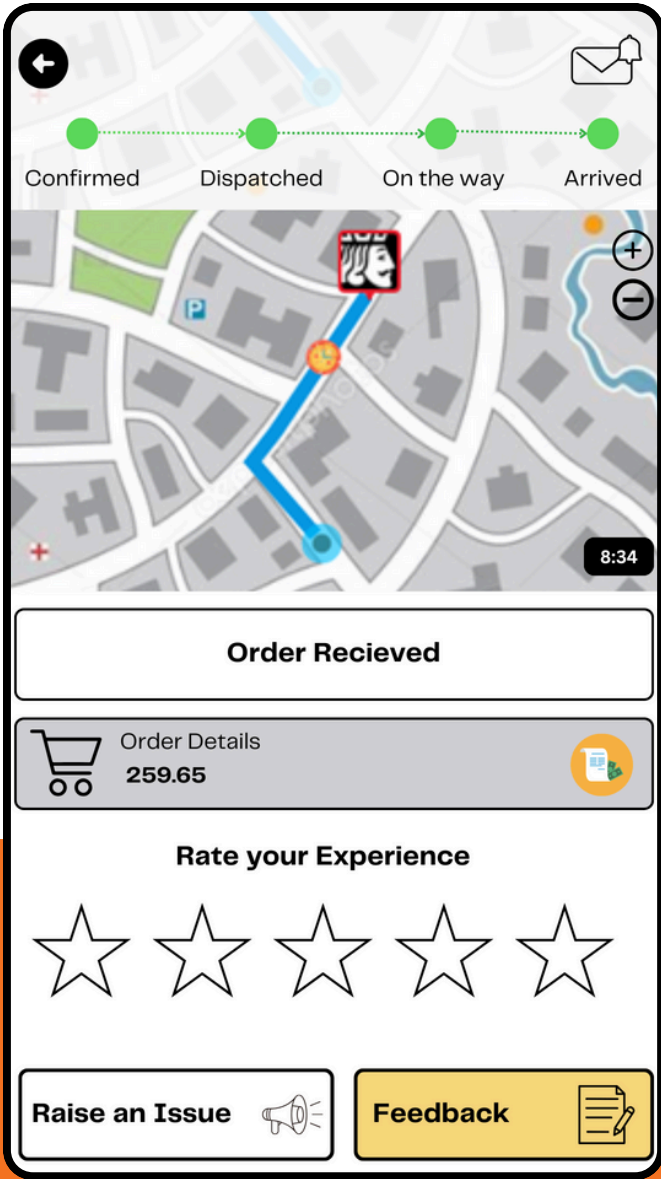 Confirmed
Dispatched
On the way
Arrived
P
8:34
Order Recieved
Order Details
259.65
Rate your Experience
Raise an Issue
Feedback